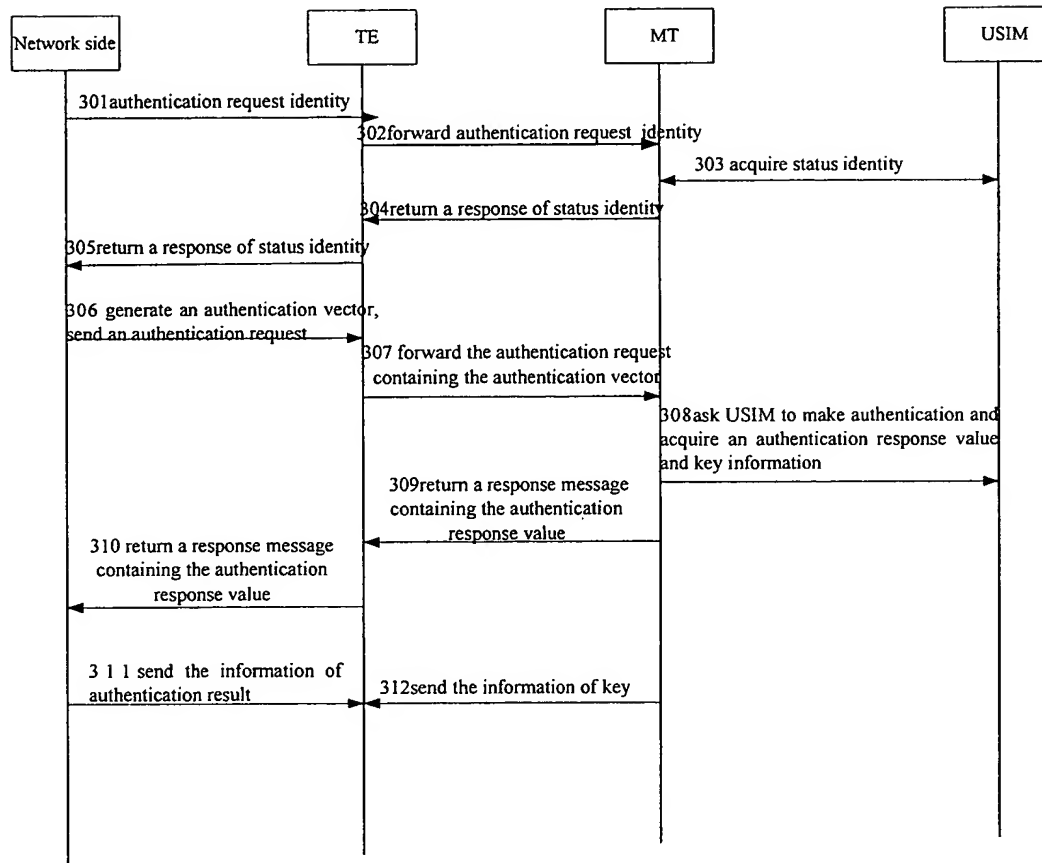 Network side
TE
MT
USIM
301authentication request identity
302forward authentication request identity
303 acquire status identity
304return a response of status identity
305return a response of status identity
306 generate an authentication vector,
send an authentication request
307 forward the authentication request
containing the authentication vector
308ask USIM to make authentication and
acquire an authentication response value
and key information
309return a response message
containing the authentication
response value
310 return a response message
containing the authentication
response value
3 1 1 send the information of
authentication result
312send the information of key